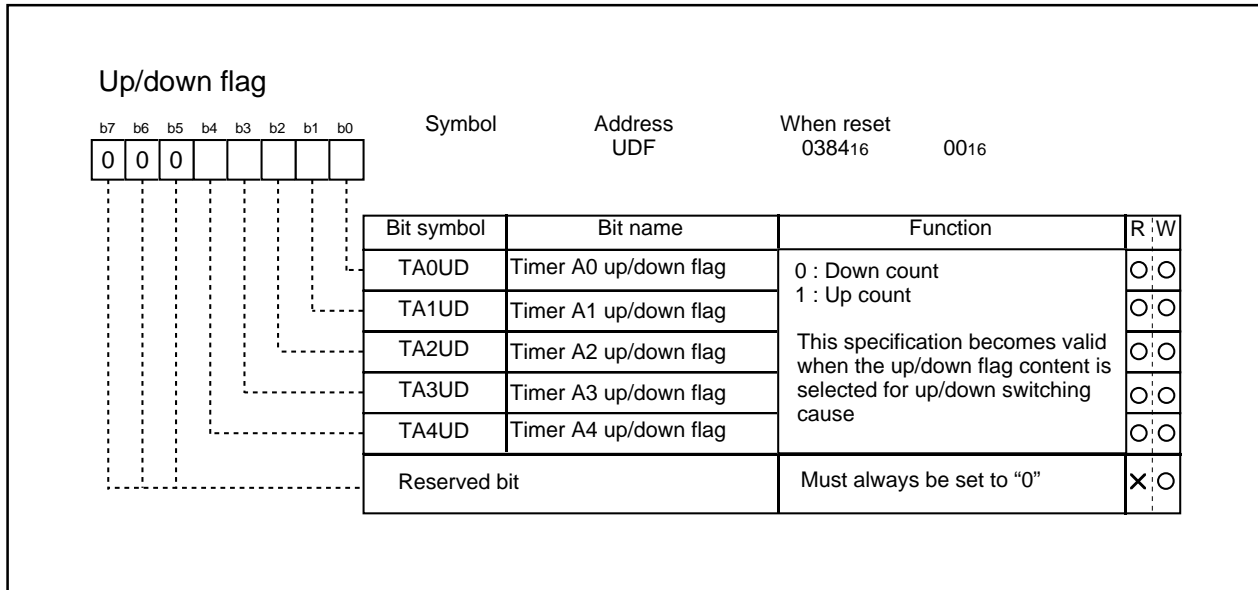 Up/down flag
b7 b6 b5 b4 b3 b2 b1 b0
Symbol Address When reset
0 0 0
UDF 038416 0016
Bit symbol Bit name Function R W
TA0UD Timer A0 up/down flag
TA1UD Timer A1 up/down flag
TA2UD Timer A2 up/down flag
TA3UD Timer A3 up/down flag
TA4UD Timer A4 up/down flag
0 : Down count
1 : Up count
This specification becomes valid
when the up/down flag content is
selected for up/down switching
cause
Reserved bit Must always be set to “0”